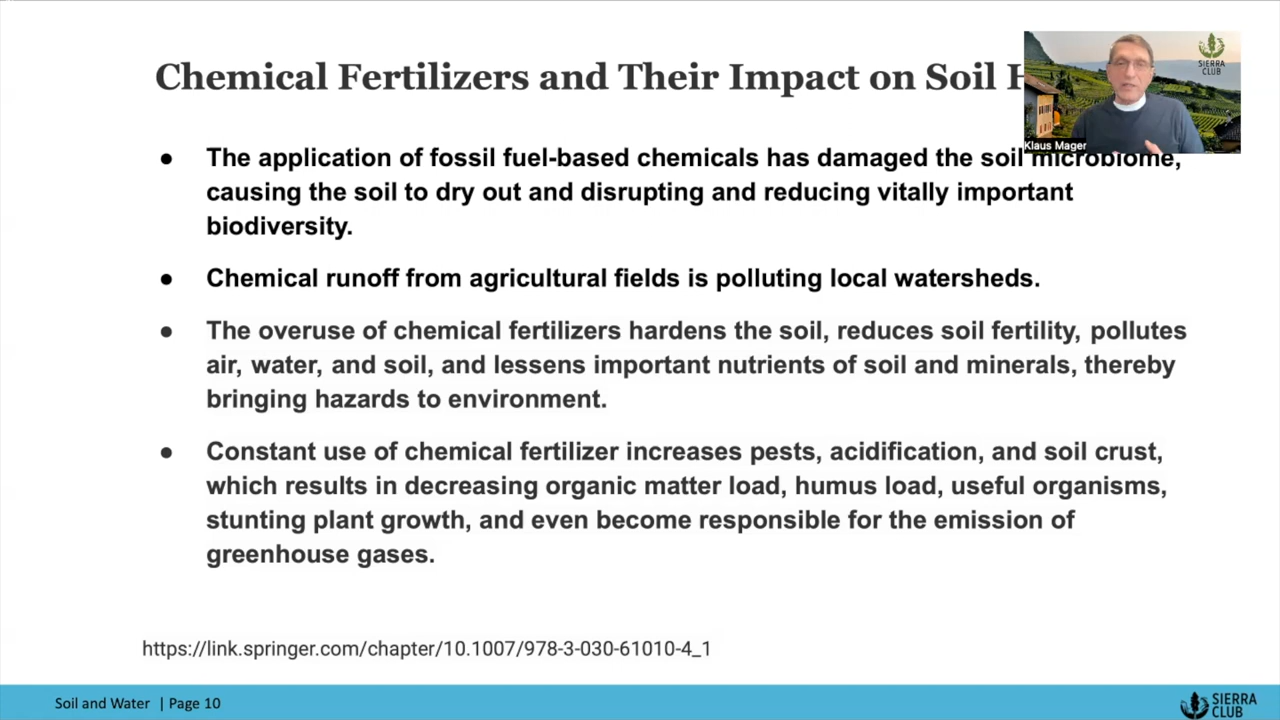 Chemical Fertilizers and Their Impact on Soil
SIERRA
CLUB
Klaus Mager
● The application of fossil fuel-based chemicals has damaged the soil microbiome,
causing the soil to dry out and disrupting and reducing vitally important
biodiversity.
● Chemical runoff from agricultural fields is polluting local watersheds.
● The overuse of chemical fertilizers hardens the soil, reduces soil fertility, pollutes
air, water, and soil, and lessens important nutrients of soil and minerals, thereby
bringing hazards to environment.
● Constant use of chemical fertilizer increases pests, acidification, and soil crust,
which results in decreasing organic matter load, humus load, useful organisms,
stunting plant growth, and even become responsible for the emission of
greenhouse gases.
https://link.springer.com/chapter/10.1007/978-3-030-61010-4_1
Soil and Water | Page 10
SIERRA
CLUB